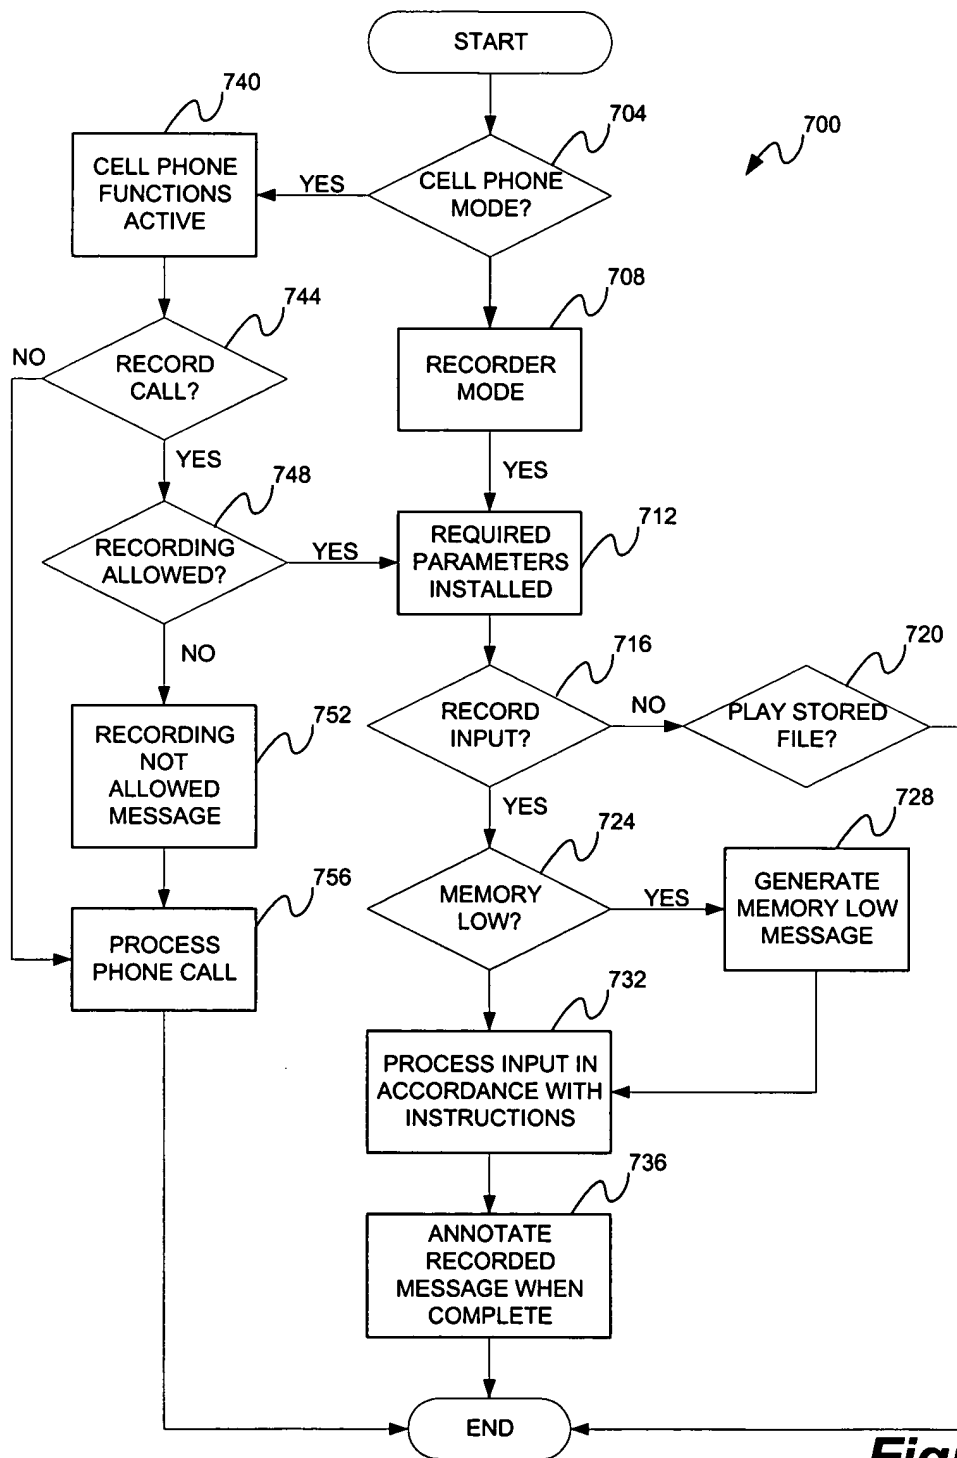 START
740
704
700
CELL PHONE
FUNCTIONS
ACTIVE
YES
CELL PHONE
MODE?
708
744
NO
RECORD
CALL?
RECORDER
MODE
YES
YES
748
712
RECORDING
ALLOWED?
YES
REQUIRED
PARAMETERS
INSTALLED
NO
716
720
RECORD
INPUT?
NO
PLAY STORED
FILE?
752
RECORDING
NOT
ALLOWED
MESSAGE
YES
724
728
MEMORY
LOW?
YES
GENERATE
MEMORY LOW
MESSAGE
756
PROCESS
PHONE CALL
732
PROCESS INPUT IN
ACCORDANCE WITH
INSTRUCTIONS
736
ANNOTATE
RECORDED
MESSAGE WHEN
COMPLETE
END